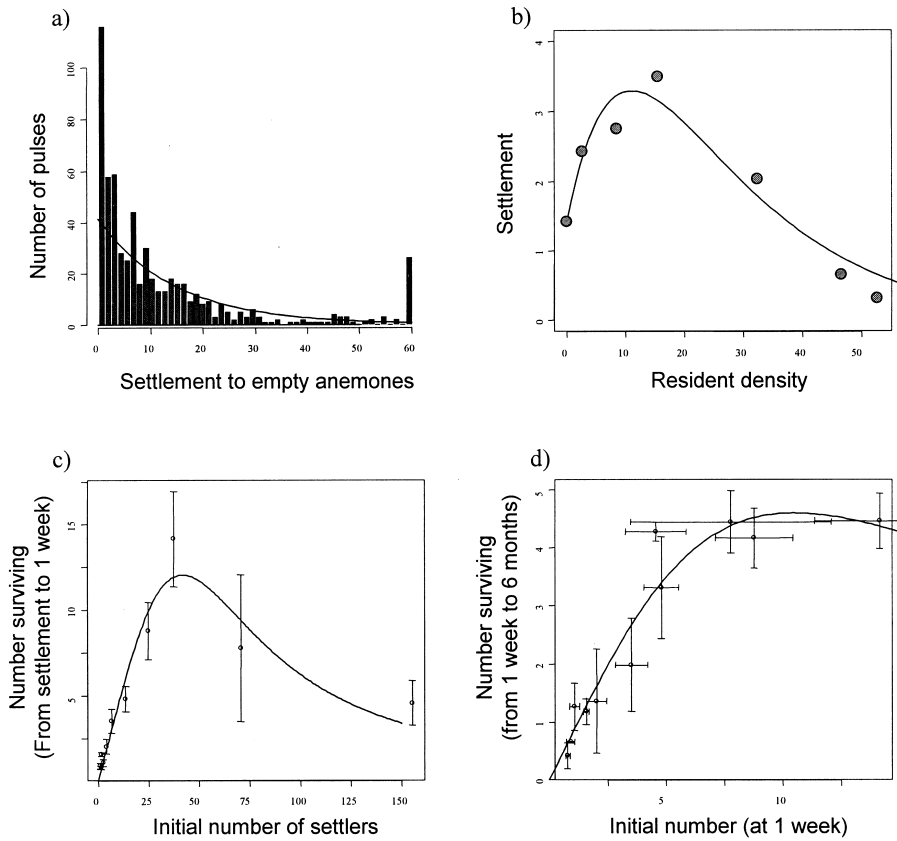 a)
Number of pulses
0 20 40 60 80 100
0 10 20 30 40 50 60
Settlement to empty anemones
b)
Settlement
0 1 2 3 4
0 10 20 30 40 50
Resident density
c)
Number surviving
(From settlement to 1 week)
5 10 15
0 25 50 75 100 125 150
Initial number of settlers
d)
Number surviving
(from 1 week to 6 months)
0 1 2 3 4 5
5 10
Initial number (at 1 week)